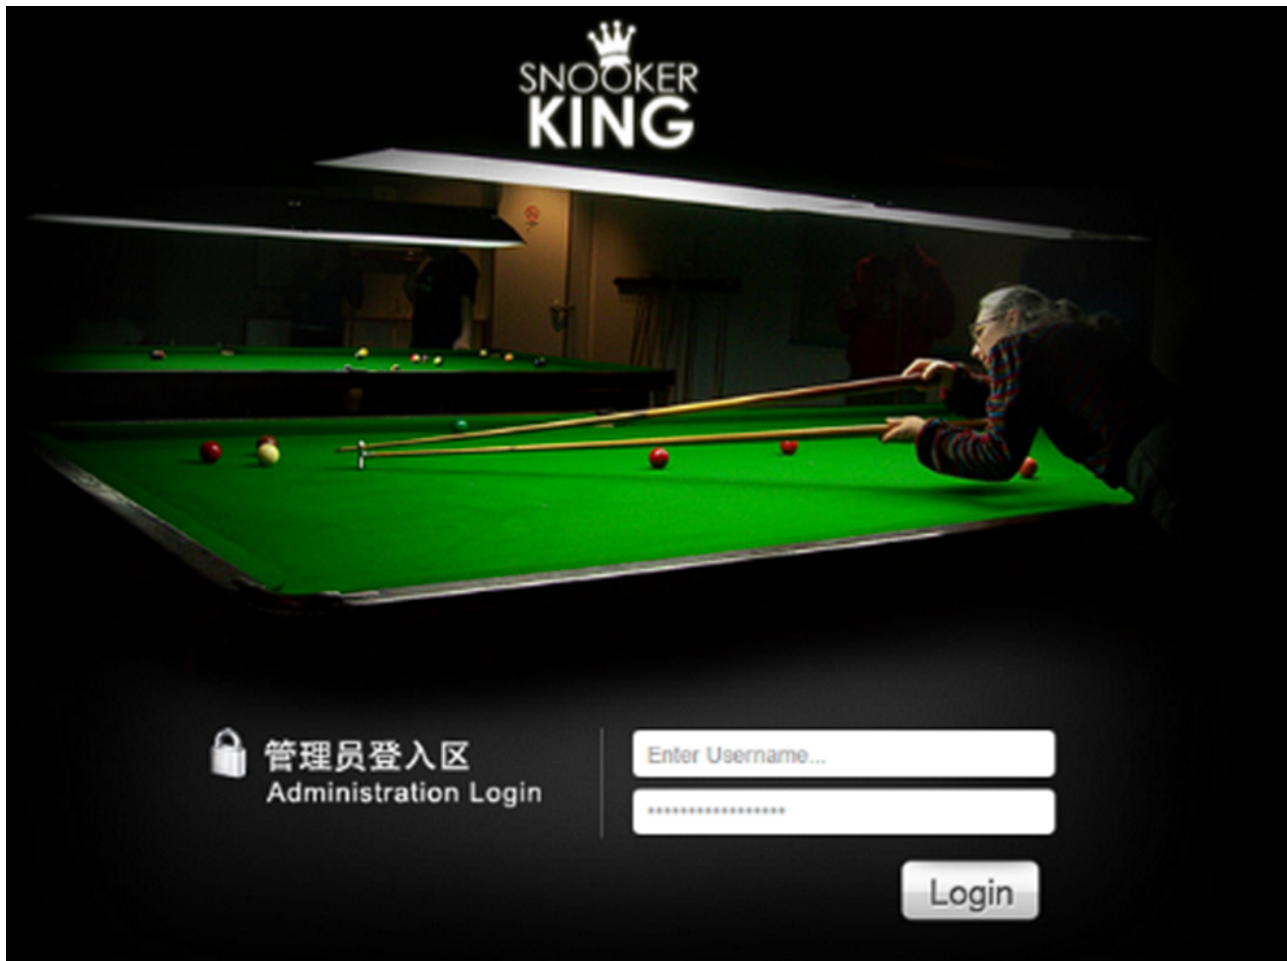 SNOOKER
KING
管理员登入区
Administration Login
Enter Username...
*****************
Login